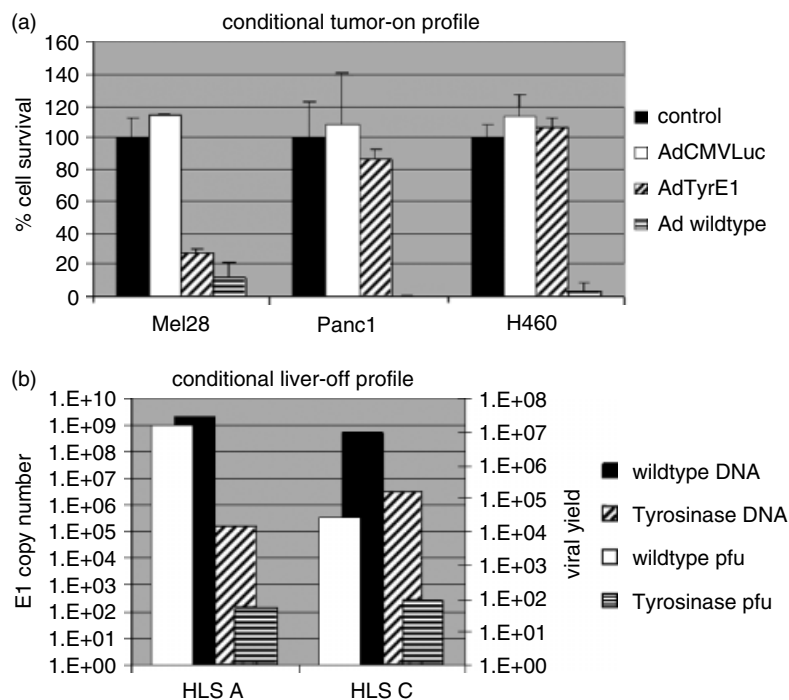 (a) conditional tumor-on profile
160
140
120
100
80
60
40
20
0
% cell survival
Mel28 Panc1 H460
control
AdCMVLuc
AdTyrE1
Ad wildtype
(b) conditional liver-off profile
1.E+10
1.E+09
1.E+08
1.E+07
1.E+06
1.E+05
1.E+04
1.E+03
1.E+02
1.E+01
1.E+00
E1 copy number
1.E+08
1.E+07
1.E+06
1.E+05
1.E+04
1.E+03
1.E+02
1.E+01
1.E+00
viral yield
HLS A HLS C
wildtype DNA
Tyrosinase DNA
wildtype pfu
Tyrosinase pfu